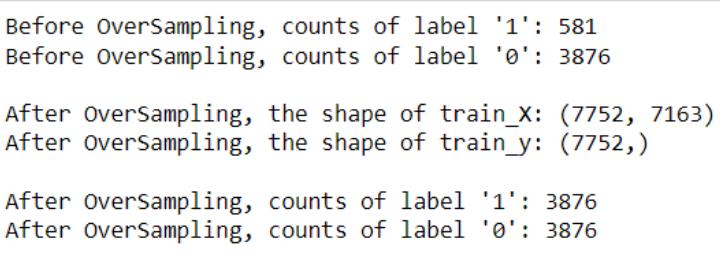 Before OverSampling, counts of label '1': 581
Before OverSampling, counts of label '0': 3876
After OverSampling, the shape of train_X: (7752, 7163)
After OverSampling, the shape of train_y: (7752,)
After OverSampling, counts of label '1': 3876
After OverSampling, counts of label '0': 3876